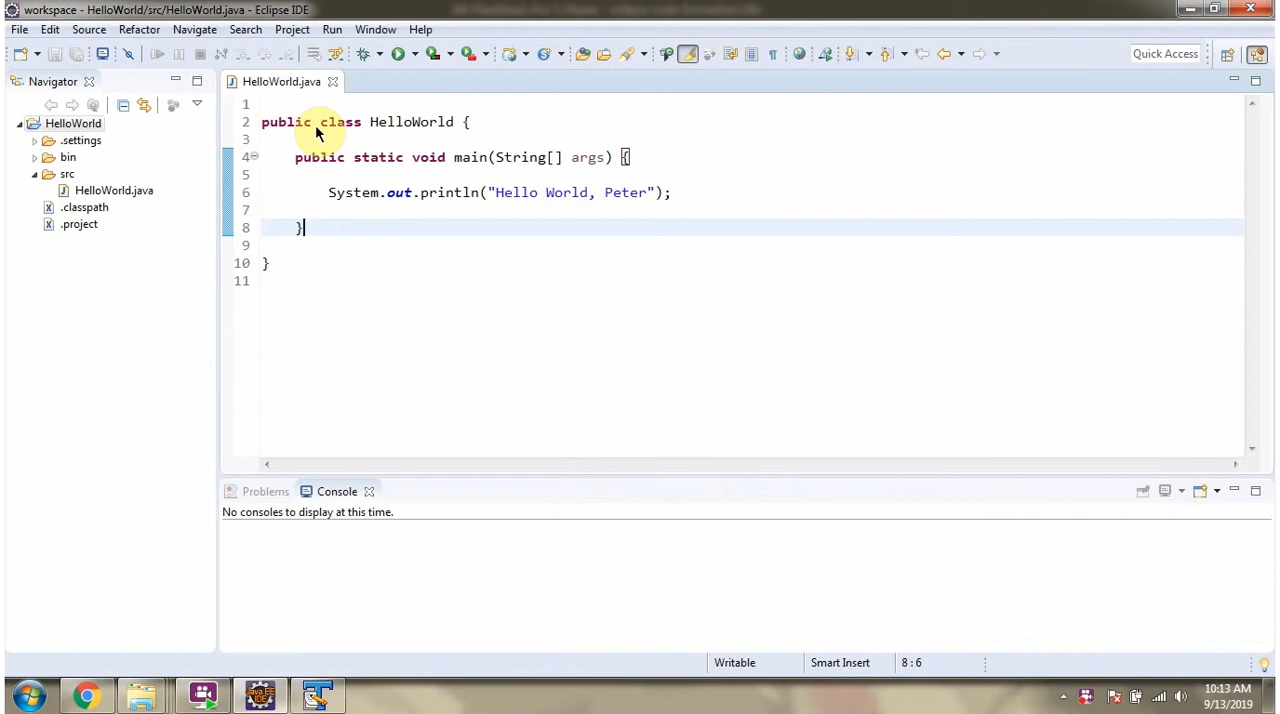 workspace - HelloWorld/src/HelloWorld.java - Eclipse IDE
File Edit Source Refactor Navigate Search Project Run Window Help
Quick Access
Navigator
HelloWorld
.settings
bin
src
HelloWorld.java
.classpath
.project
HelloWorld.java
1
2 public class HelloWorld {
3
4 public static void main(String[] args) {
5
6 System.out.println("Hello World, Peter");
7
8 }
9
10 }
11
Problems Console
No consoles to display at this time.
Writable Smart Insert 8 : 6
Java EE IDE
10:13 AM
9/13/2019